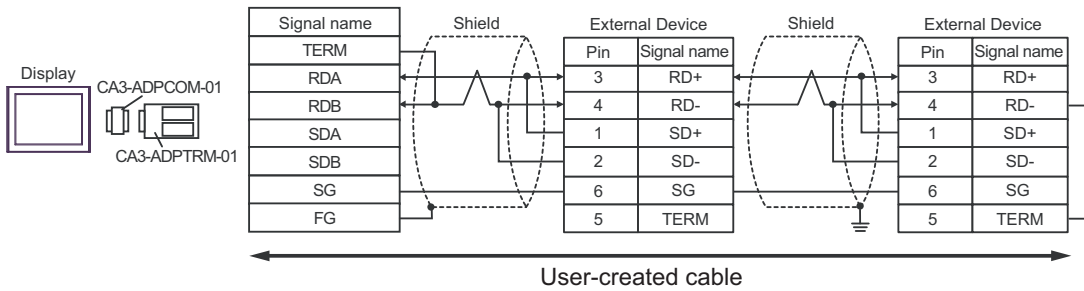 Display
CA3-ADPCOM-01
CA3-ADPTRM-01
Signal name
TERM
RDA
RDB
SDA
SDB
SG
FG
Shield
External Device
Pin Signal name
3 RD+
4 RD-
1 SD+
2 SD-
6 SG
5 TERM
Shield
External Device
Pin Signal name
3 RD+
4 RD-
1 SD+
2 SD-
6 SG
5 TERM
User-created cable